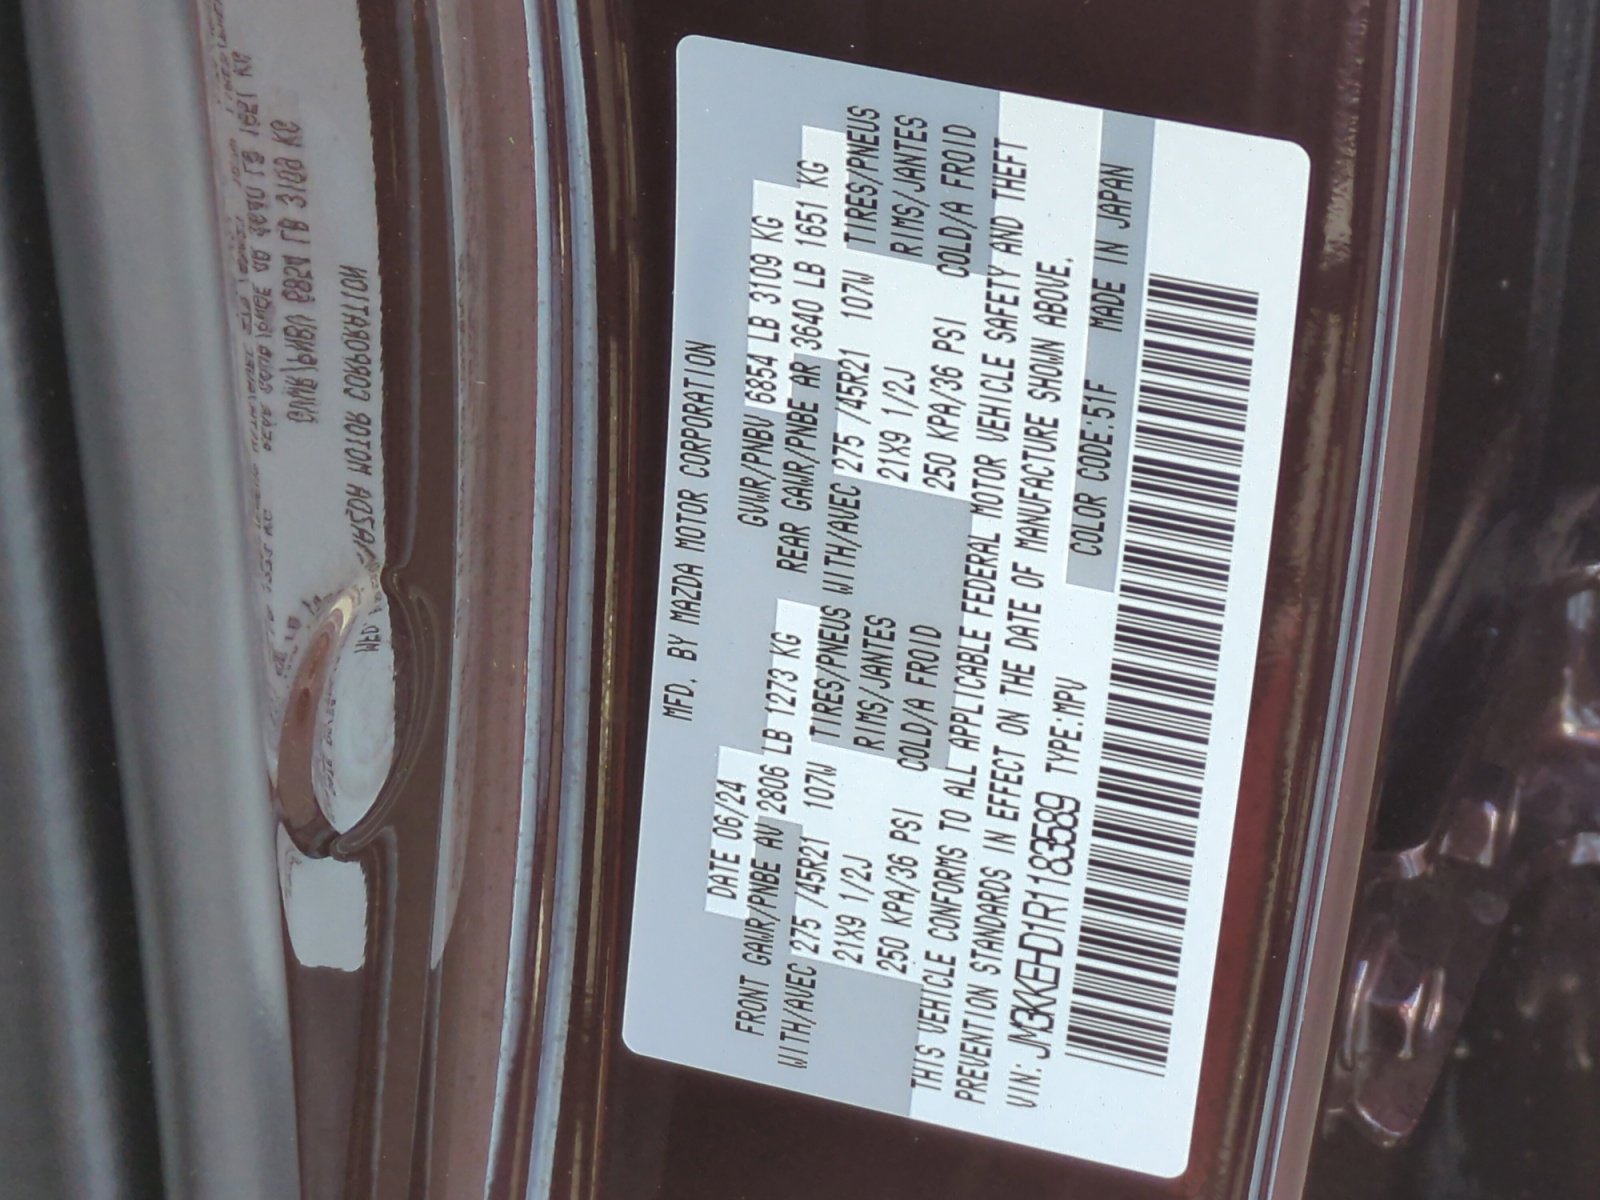 MFD. BY MAZDA MOTOR CORPORATION
DATE 06/24 GVWR/PNBV 6854 LB 3109 KG
FRONT GAWR/PNBE AV 2806 LB 1273 KG REAR GAWR/PNBE AR 3640 LB 1651 KG
WITH/AVEC 275 /45R21 107W TIRES/PNEUS WITH/AVEC 275 /45R21 107W TIRES/PNEUS
21X9 1/2J RIMS/JANTES 21X9 1/2J RIMS/JANTES
250 KPA/36 PSI COLD/A FROID 250 KPA/36 PSI COLD/A FROID
THIS VEHICLE CONFORMS TO ALL APPLICABLE FEDERAL MOTOR VEHICLE SAFETY AND THEFT
PREVENTION STANDARDS IN EFFECT ON THE DATE OF MANUFACTURE SHOWN ABOVE.
VIN: JM3KKEHD1R1183589 TYPE:MPV COLOR CODE:51F MADE IN JAPAN